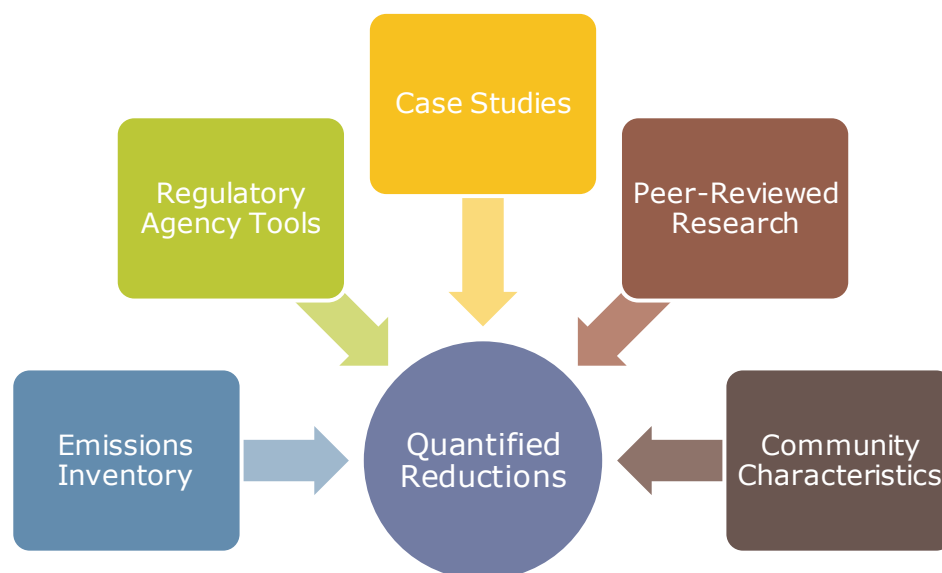 Case Studies
Regulatory
Agency Tools
Peer-Reviewed
Research
Emissions
Inventory
Quantified
Reductions
Community
Characteristics